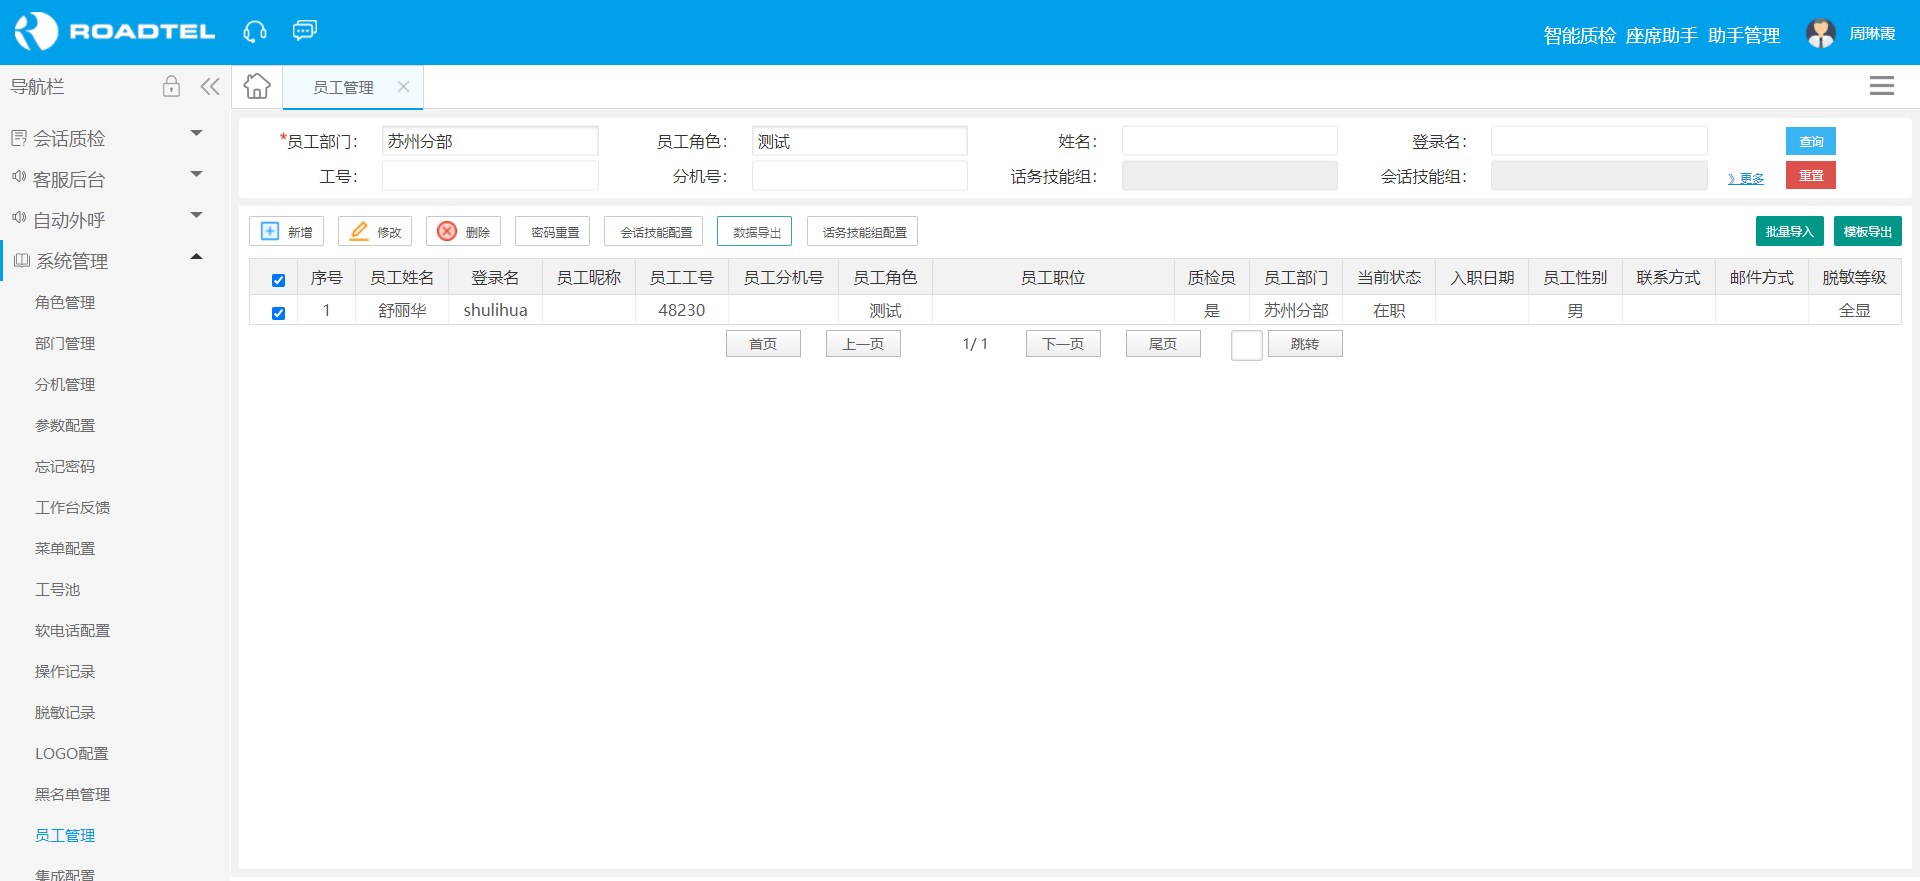 ROADTEL
智能质检 座席助手 助手管理 周琳霞
导航栏
员工管理
会话质检
客服后台
自动外呼
系统管理
角色管理
部门管理
分机管理
参数配置
忘记密码
工作台反馈
菜单配置
工号池
软电话配置
操作记录
脱敏记录
LOGO配置
黑名单管理
员工管理
集成配置
*员工部门： 苏州分部 员工角色： 测试 姓名： 登录名： 查询
工号： 分机号： 话务技能组： 会话技能组： 》更多 重置
新增 修改 删除 密码重置 会话技能配置 数据导出 话务技能组配置 批量导入 模板导出
序号 员工姓名 登录名 员工昵称 员工工号 员工分机号 员工角色 员工职位 质检员 员工部门 当前状态 入职日期 员工性别 联系方式 邮件方式 脱敏等级
1 舒丽华 shulihua 48230 测试 是 苏州分部 在职 男 全显
首页 上一页 1/ 1 下一页 尾页 跳转